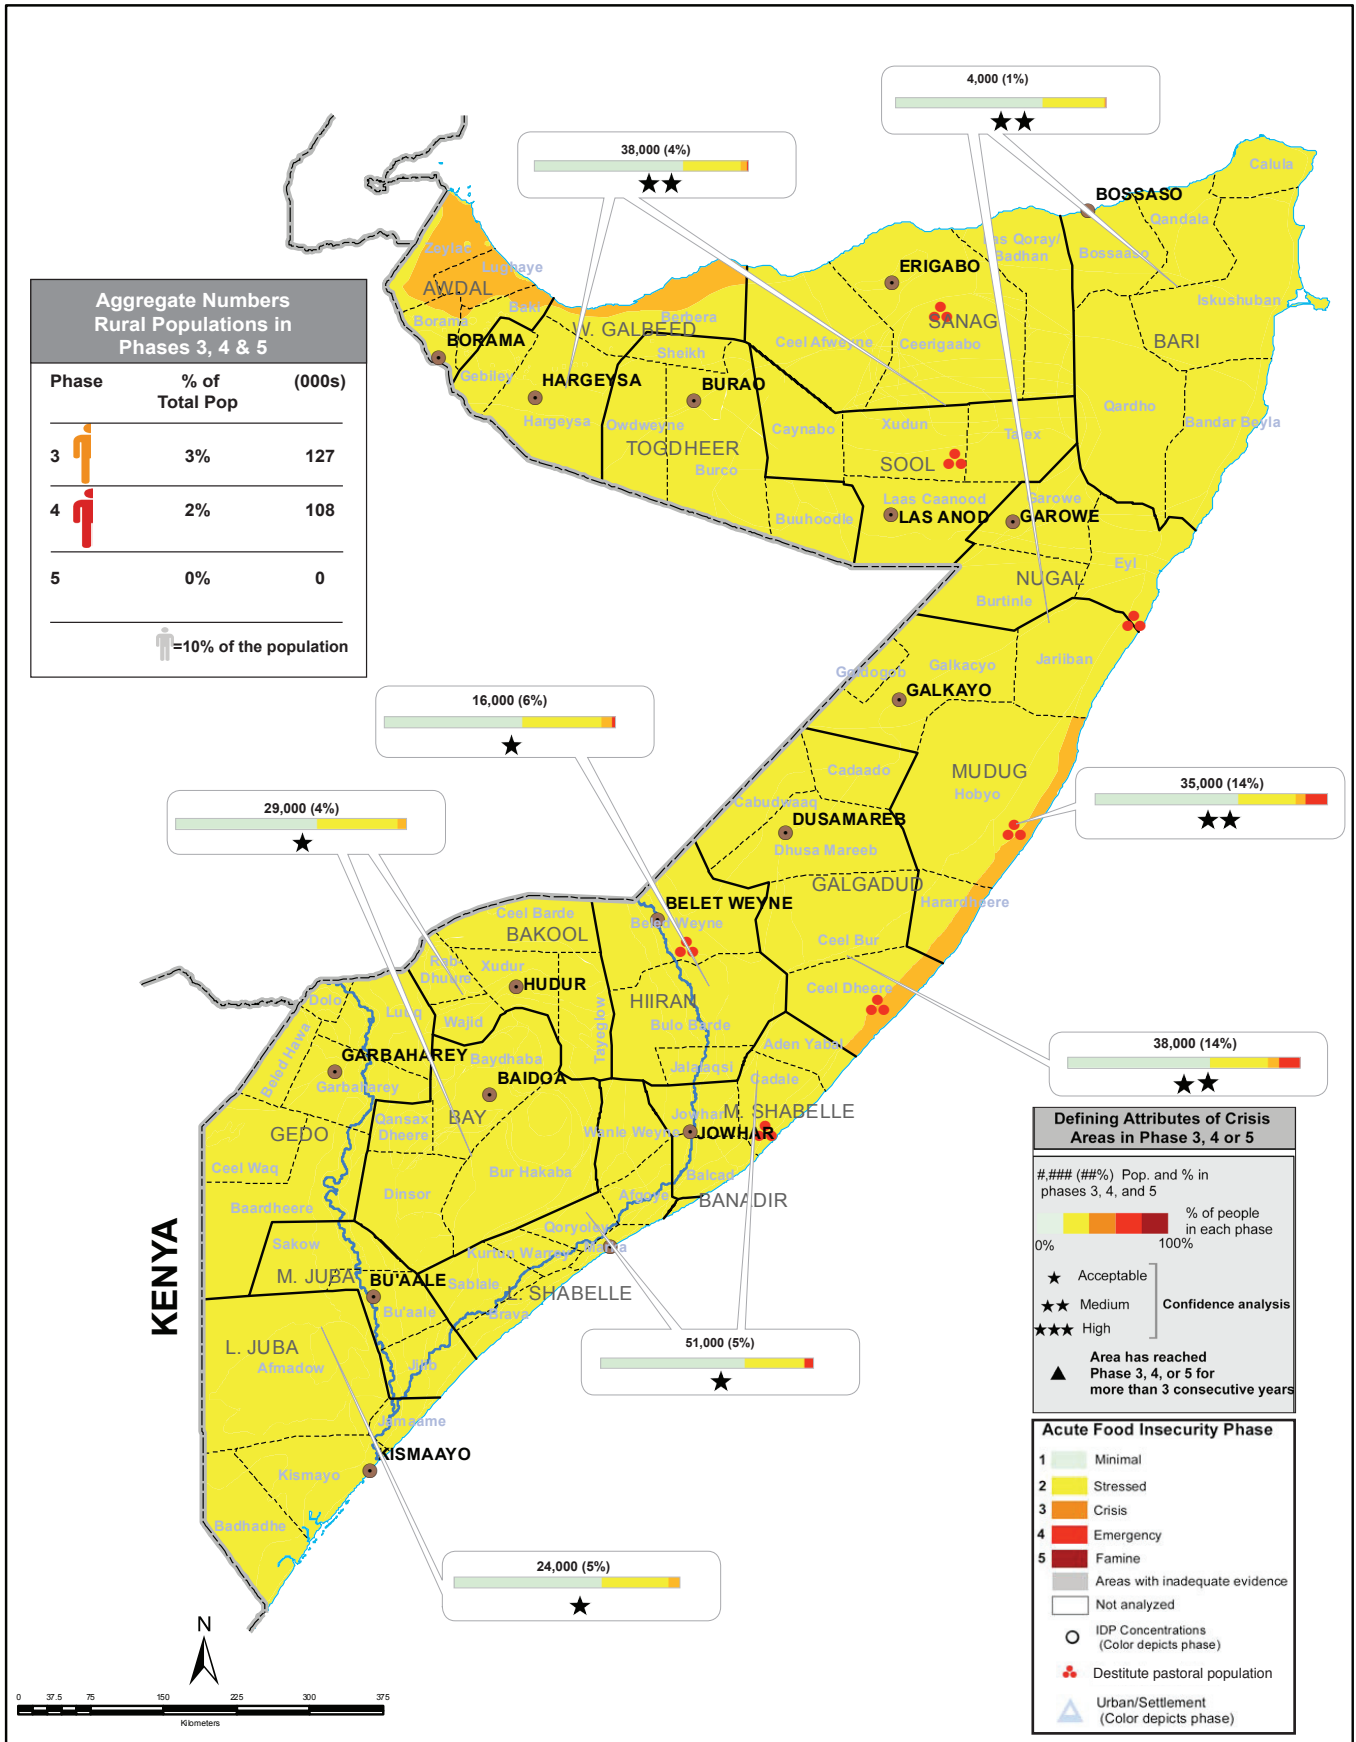 4,000 (1%)
38,000 (4%)
Calula
BOSSASO
Qandala
Las Qoray/
Badhan
Bossaaso
Zeylac
Lughaye
ERIGABO
AWDAL
Baki
Iskushuban
Borama
Berbera
W. GALBEED
SANAG
Ceerigaabo
Ceel Afweyne
BARI
BORAMA
Sheikh
Gebiley
HARGEYSA
BURAO
Qardho
Bandar Beyla
Hargeysa
Owdweyne
Caynabo
Xudun
Talex
TOGDHEER
Burco
SOOL
Laas Caanood
Garowe
Buuhoodle
LAS ANOD
GAROWE
Eyl
NUGAL
Burtinle
Aggregate Numbers
Rural Populations in
Phases 3, 4 & 5
Phase % of (000s)
Total Pop
3 3% 127
4 2% 108
5 0% 0
=10% of the population
Galdogob
Galkacyo
Jariiban
GALKAYO
16,000 (6%)
MUDUG
Hobyo
Cadaado
Cabudwaaq
35,000 (14%)
29,000 (4%)
DUSAMAREB
Dhusa Mareeb
GALGADUD
Harardheere
BELET WEYNE
Beled Weyne
Ceel Barde
BAKOOL
Ceel Bur
Rab
Dhuure
Xudur
HUDUR
Ceel Dheere
Dolo
Luuq
Wajid
Tayeglow
HIIRAN
Bulo Barde
Aden Yabal
Beled Hawa
GARBAHAREY
Garbaharey
Baydhaba
BAIDOA
Jalalaqsi
Cadale
38,000 (14%)
Qansax
Dheere
BAY
GEDO
Jowhar
M. SHABELLE
Wanle Weyne
JOWHAR
Ceel Waq
Bur Hakaba
Balcad
Dinsor
Afgoye
BANADIR
Baardheere
Qoryoley
Marka
Kurtun Warrey
Sakow
M. JUBA
BU'AALE
Bu'aale
Sablale
L. SHABELLE
Brava
KENYA
L. JUBA
Afmadow
Jilib
51,000 (5%)
Jamaame
KISMAAYO
Kismayo
Badhadhe
24,000 (5%)
Defining Attributes of Crisis
Areas in Phase 3, 4 or 5
#,### (##%) Pop. and % in
phases 3, 4, and 5
% of people
in each phase
0% 100%
Acceptable
Medium Confidence analysis
High
Area has reached
Phase 3, 4, or 5 for
more than 3 consecutive years
Acute Food Insecurity Phase
1 Minimal
2 Stressed
3 Crisis
4 Emergency
5 Famine
Areas with inadequate evidence
Not analyzed
IDP Concentrations
(Color depicts phase)
Destitute pastoral population
Urban/Settlement
(Color depicts phase)
N
0 37.5 75 150 225 300 375
Kilometers